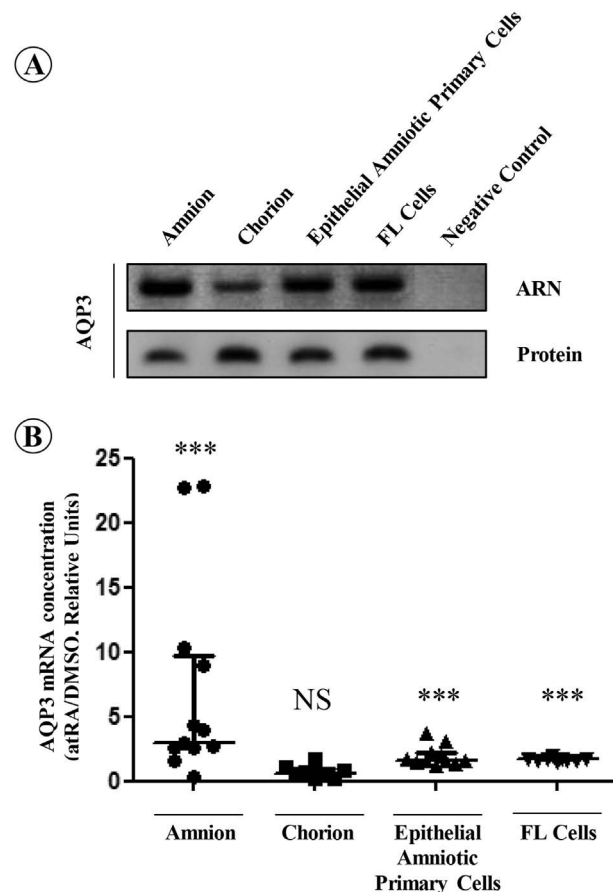 A
Amnion
Chorion
Epithelial Amniotic Primary Cells
FL Cells
Negative Control
AQP3
ARN
Protein
B
AQP3 mRNA concentration
(atRA/DMSO. Relative Units)
25
20
15
10
5
0
***
NS
***
***
Amnion
Chorion
Epithelial
Amniotic
Primary Cells
FL Cells